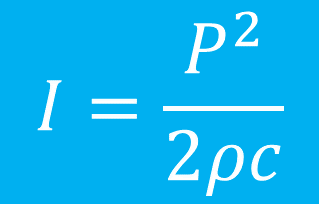 I = P² / 2ρc